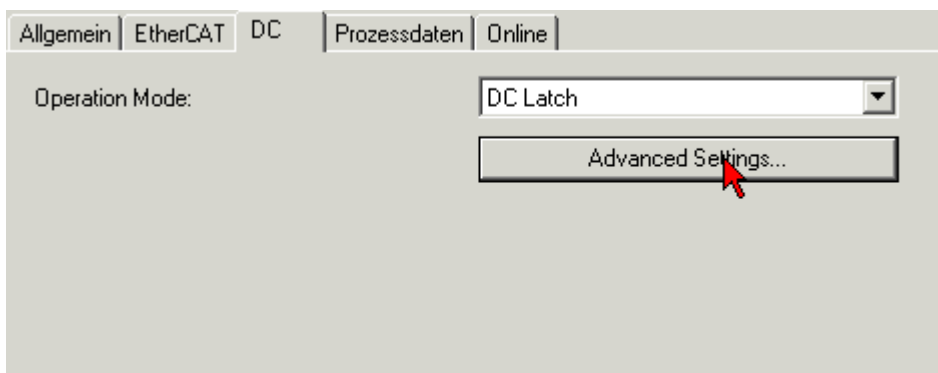 Allgemein EtherCAT DC Prozessdaten Online
Operation Mode: DC Latch
Advanced Settings...